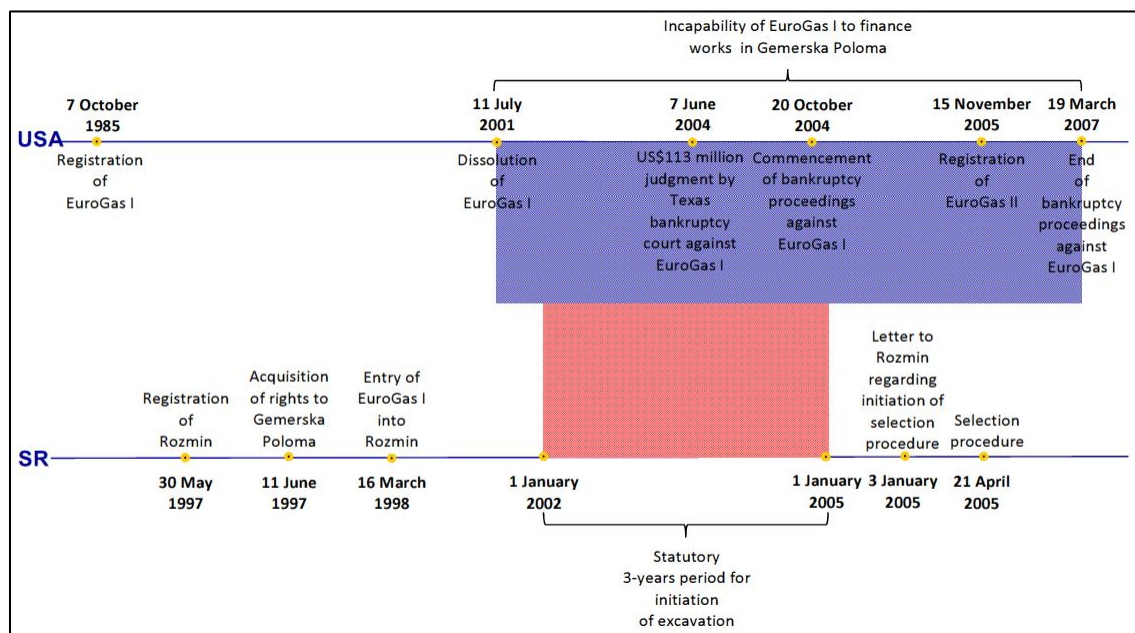 Incapability of EuroGas I to finance
works in Gemerska Poloma
7 October
1985
11 July
2001
7 June
2004
20 October
2004
15 November
2005
19 March
2007
USA
Registration
of
EuroGas I
Dissolution
of
EuroGas I
US$113 million
judgment by
Texas
bankruptcy
court against
EuroGas I
Commencement
of bankruptcy
proceedings
against
EuroGas I
Registration
of
EuroGas II
End
of
bankruptcy
proceedings
against
EuroGas I
Registration
of
Rozmin
Acquisition
of rights to
Gemerska
Poloma
Entry of
EuroGas I
into
Rozmin
Letter to
Rozmin
regarding
initiation of
selection
procedure
Selection
procedure
SR
30 May
1997
11 June
1997
16 March
1998
1 January
2002
1 January
2005
3 January
2005
21 April
2005
Statutory
3-years period for
initiation
of excavation